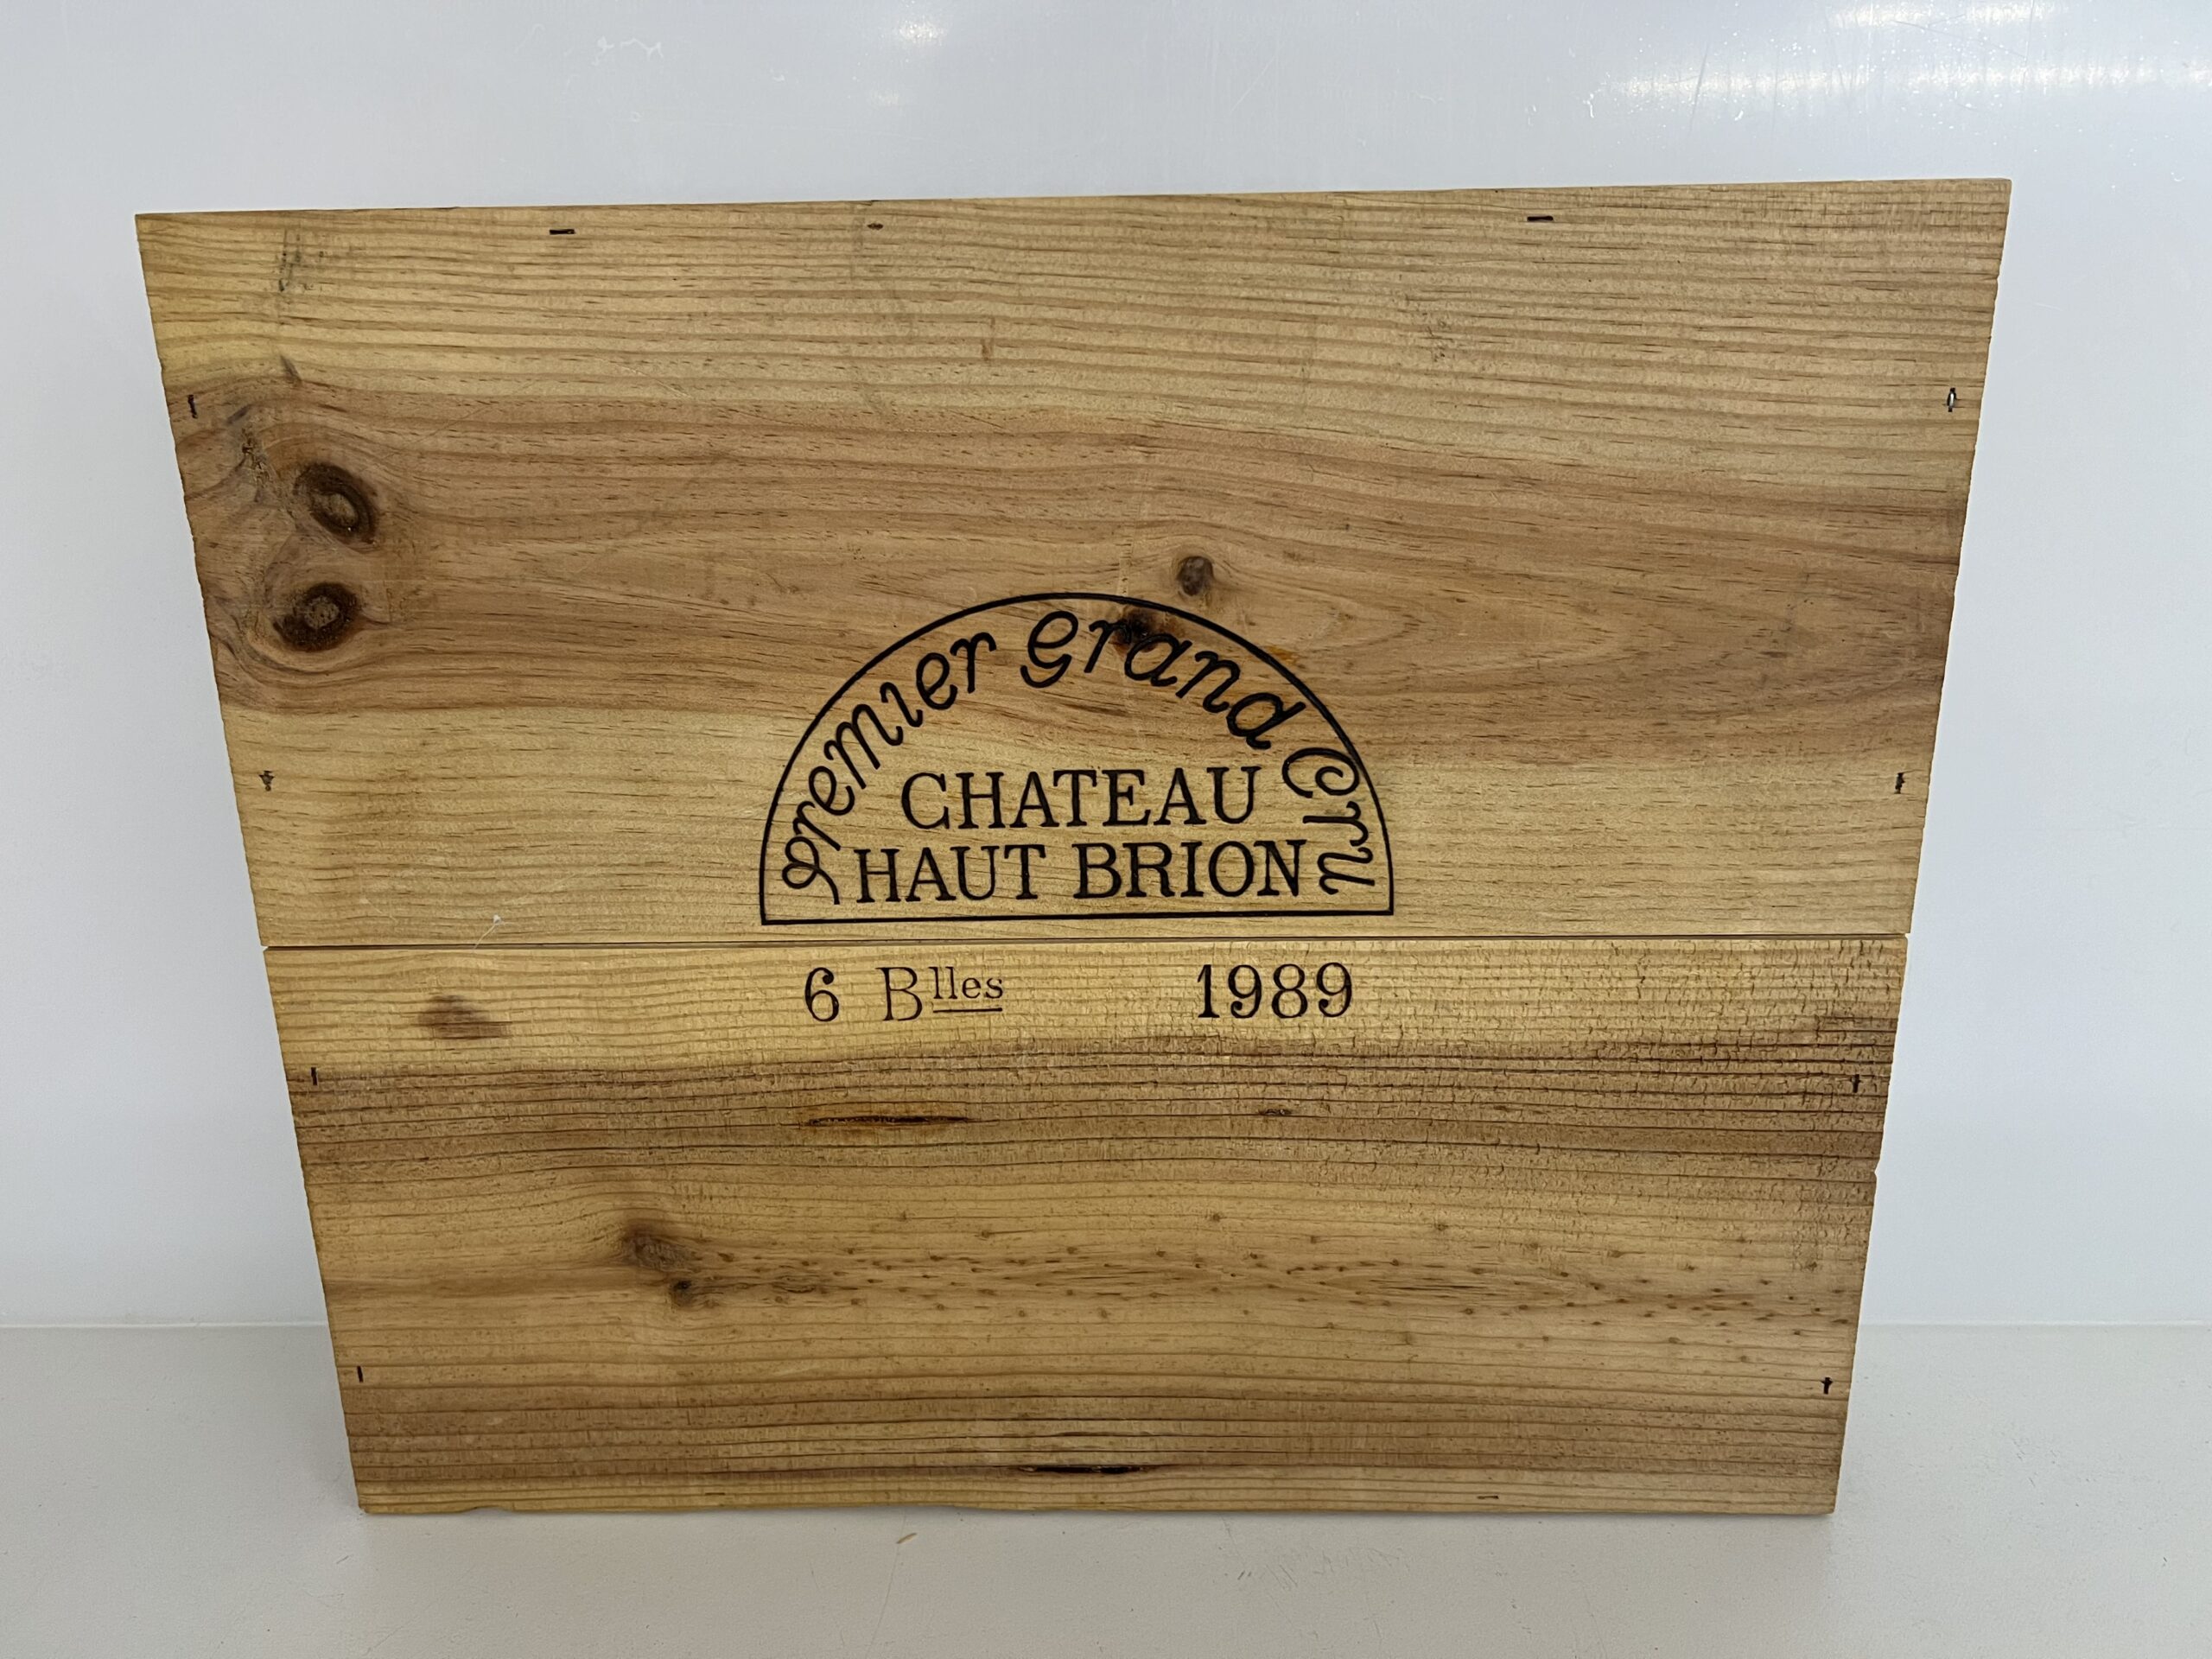 Premier Grand Cru
CHATEAU
HAUT BRION
6 Blles 1989